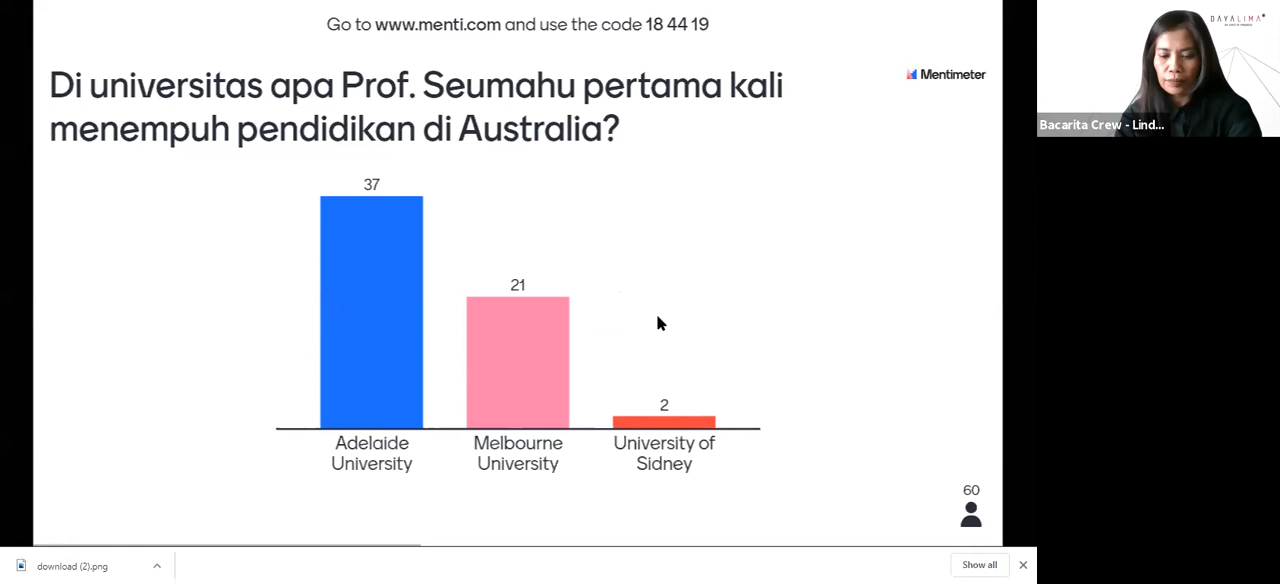 Go to www.menti.com and use the code 18 44 19
Di universitas apa Prof. Seumahu pertama kali
menempuh pendidikan di Australia?
Mentimeter
37
21
2
Adelaide
University
Melbourne
University
University of
Sidney
60
DAYALIMA
Bacarita Crew - Lind...
download (2).png
Show all